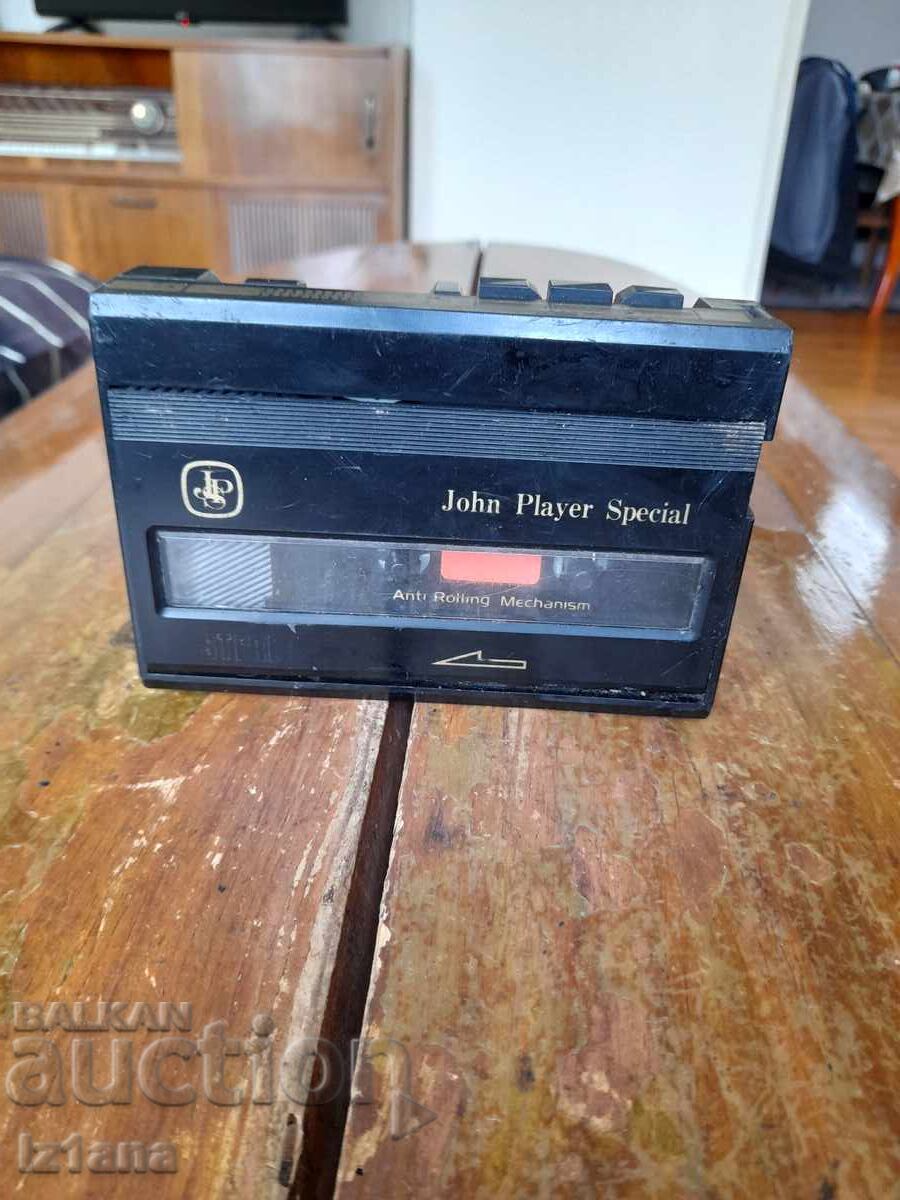 JPS
John Player Special
Anti Rolling Mechanism
BALKAN
auction
iz1ana